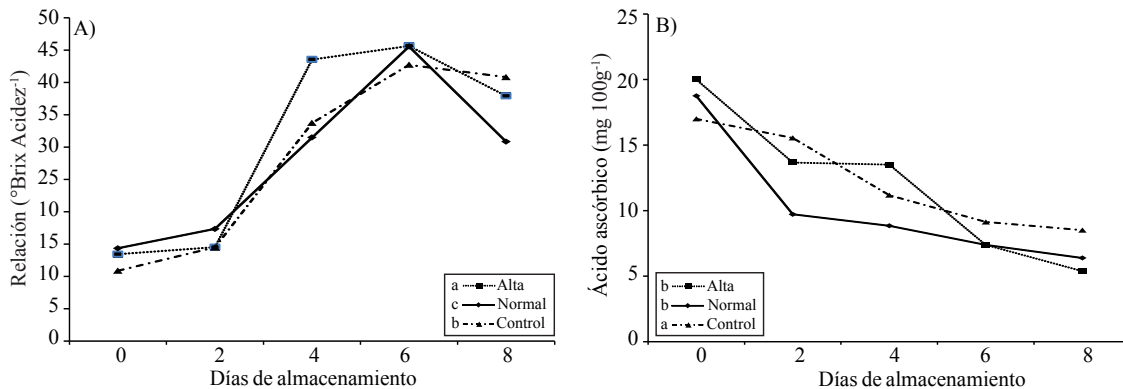 A)
Relación (°Brix Acidez⁻¹)
50
45
40
35
30
25
20
15
10
5
0
a Alta
c Normal
b Control
0 2 4 6 8
Días de almacenamiento
B)
Ácido ascórbico (mg 100g⁻¹)
25
20
15
10
5
0
b Alta
b Normal
a Control
0 2 4 6 8
Días de almacenamiento